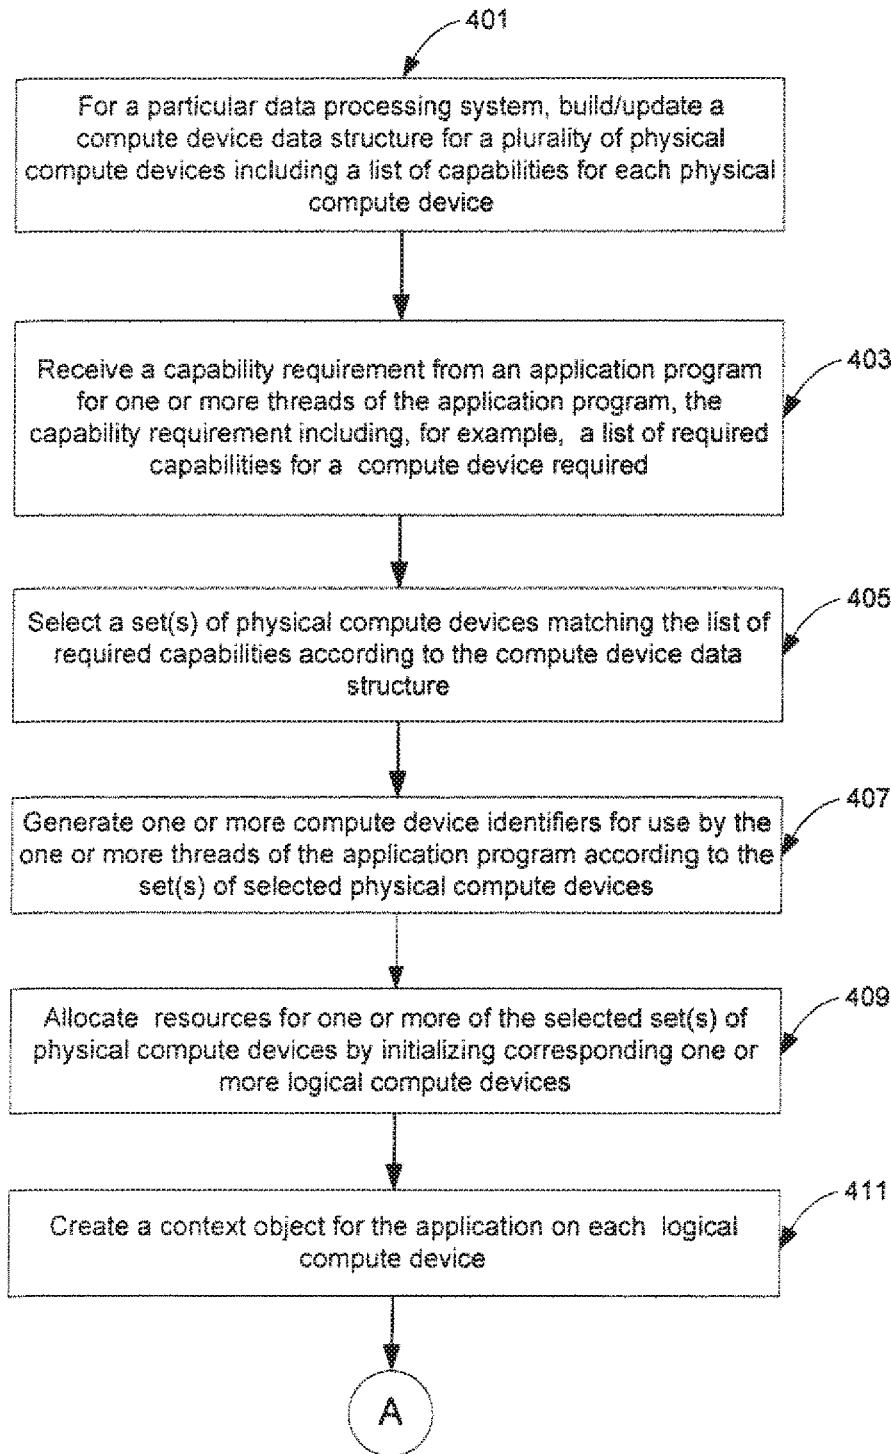 401
For a particular data processing system, build/update a
compute device data structure for a plurality of physical
compute devices including a list of capabilities for each physical
compute device
403
Receive a capability requirement from an application program
for one or more threads of the application program, the
capability requirement including, for example, a list of required
capabilities for a compute device required
405
Select a set(s) of physical compute devices matching the list of
required capabilities according to the compute device data
structure
407
Generate one or more compute device identifiers for use by the
one or more threads of the application program according to the
set(s) of selected physical compute devices
409
Allocate resources for one or more of the selected set(s) of
physical compute devices by initializing corresponding one or
more logical compute devices
411
Create a context object for the application on each logical
compute device
A